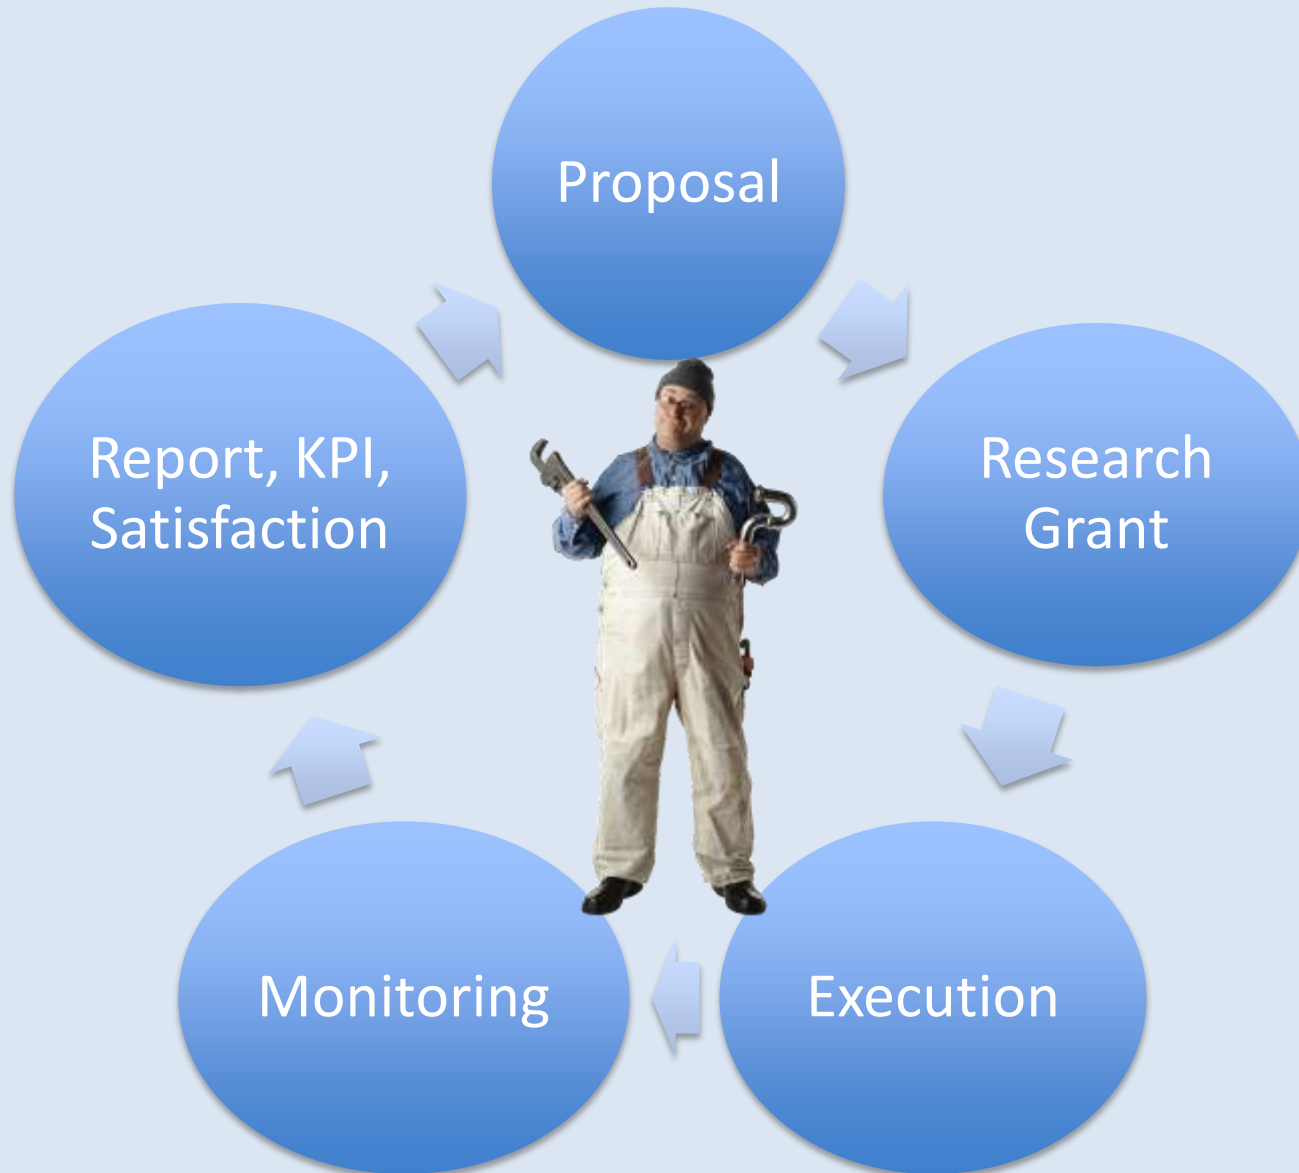 Proposal
Research
Grant
Execution
Monitoring
Report, KPI,
Satisfaction